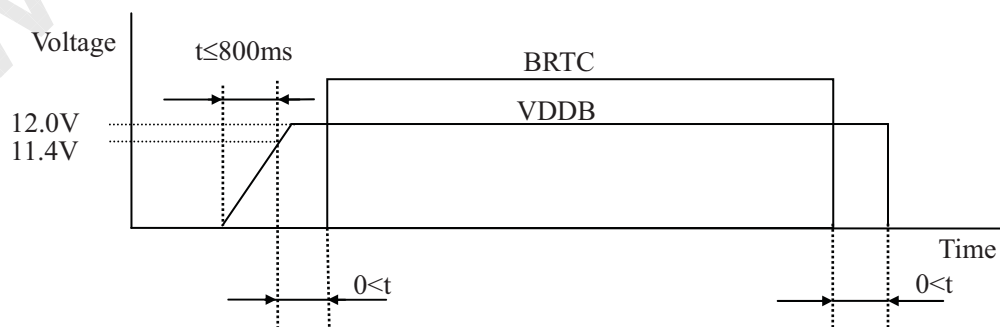 Voltage
t≤800ms
BRTC
VDDB
12.0V
11.4V
Time
0<t
0<t